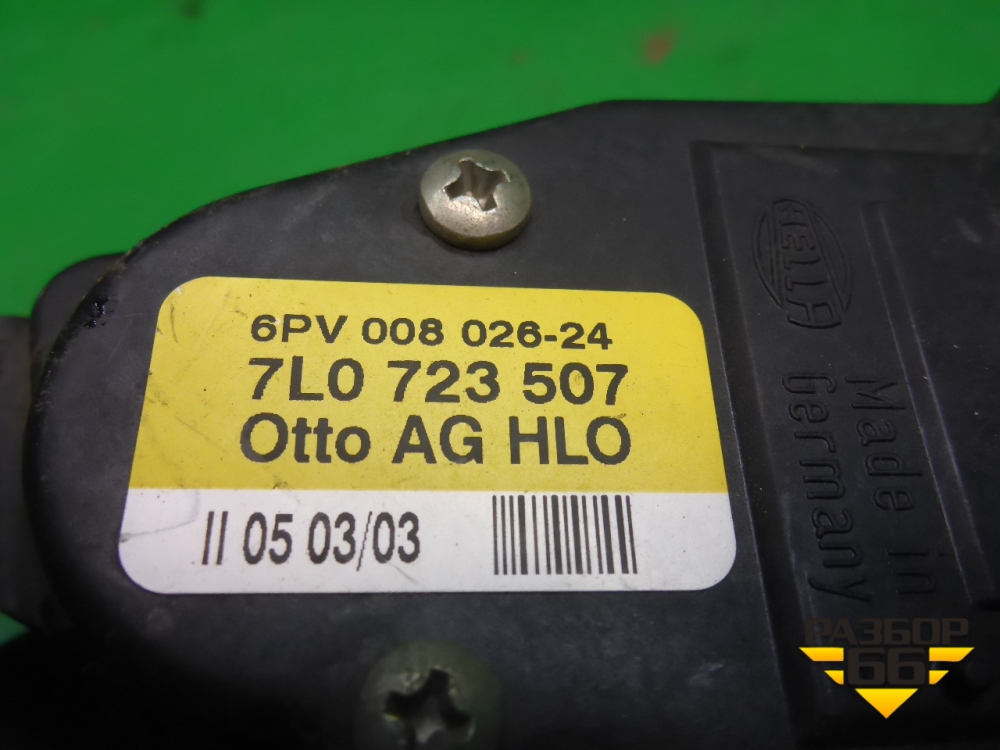 6PV 008 026-24
7L0 723 507
Otto AG HLO
II 05 03/03
HELLA
Made in
Germany
РАЗБОР
66